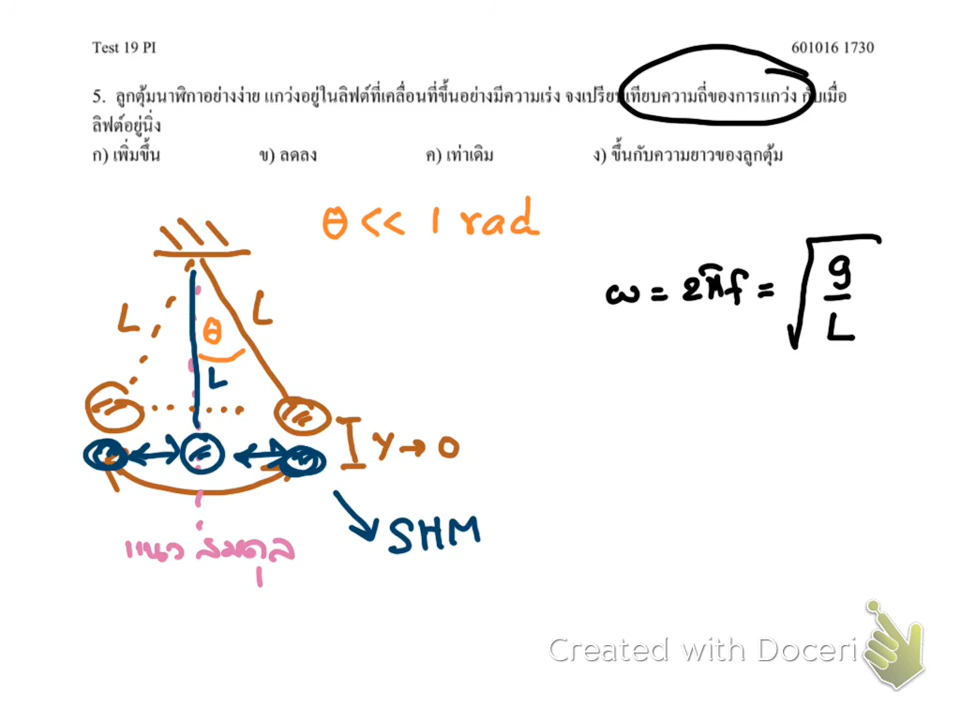 Test 19 PI 601016 1730
5. ลูกตุ้มนาฬิกาอย่างง่าย แกว่งอยู่ในลิฟต์ที่เคลื่อนที่ขึ้นอย่างมีความเร่ง จงเปรียบเทียบความถี่ของการแกว่ง กับเมื่อ
ลิฟต์อยู่นิ่ง
ก) เพิ่มขึ้น ข) ลดลง ค) เท่าเดิม ง) ขึ้นกับความยาวของลูกตุ้ม
θ << 1 rad
ω = 2πf = √(g/L)
L θ L
L
Y → 0
SHM
แนวสมดุล
Created with Doceri